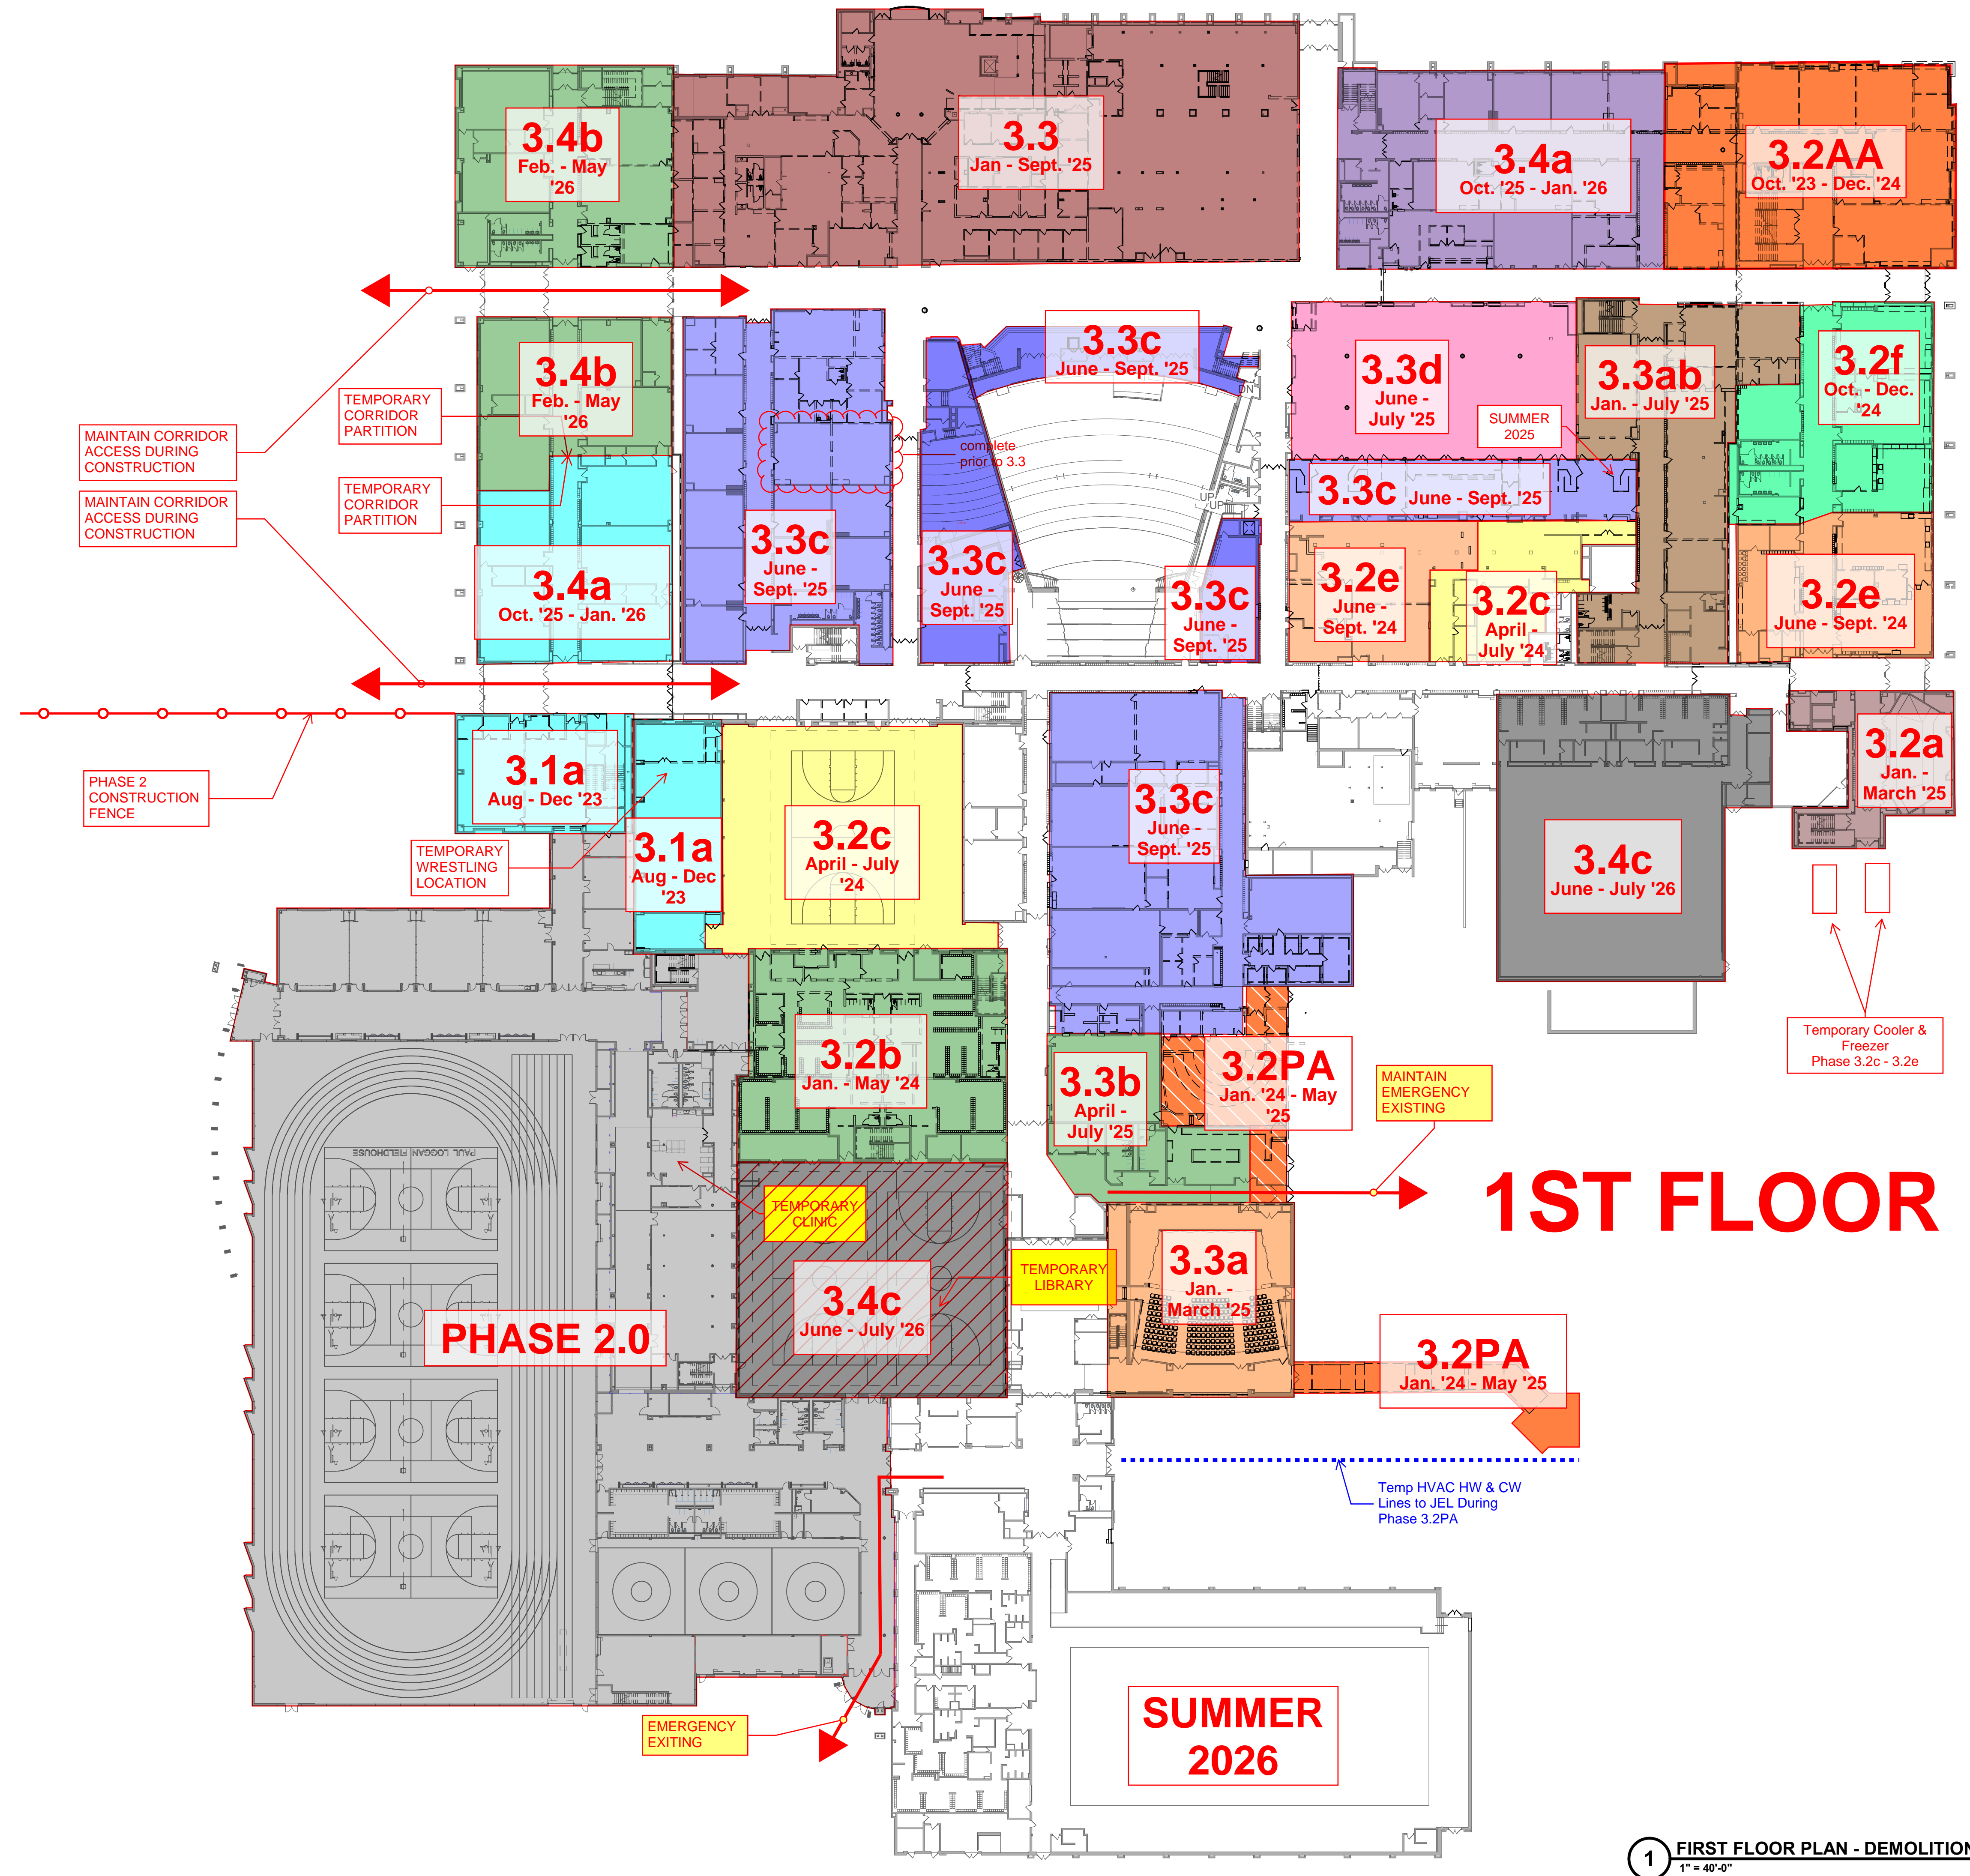 3.4b
Feb. - May
'26
3.3
Jan - Sept. '25
3.4a
Oct. '25 - Jan. '26
3.2AA
Oct. '23 - Dec. '24
3.4b
Feb. - May
'26
3.3c
June - Sept. '25
DN
3.3d
June -
July '25
3.3ab
Jan. - July '25
3.2f
Oct. - Dec.
'24
SUMMER
2025
TEMPORARY
CORRIDOR
PARTITION
MAINTAIN CORRIDOR
ACCESS DURING
CONSTRUCTION
complete
prior to 3.3
TEMPORARY
CORRIDOR
PARTITION
MAINTAIN CORRIDOR
ACCESS DURING
CONSTRUCTION
UP
UP
3.3c June - Sept. '25
3.4a
Oct. '25 - Jan. '26
3.3c
June -
Sept. '25
3.3c
June -
Sept. '25
3.3c
June -
Sept. '25
3.2e
June -
Sept. '24
3.2c
April -
July '24
3.2e
June - Sept. '24
3.1a
Aug - Dec '23
PHASE 2
CONSTRUCTION
FENCE
TEMPORARY
WRESTLING
LOCATION
3.1a
Aug - Dec
'23
3.2c
April - July
'24
3.3c
June -
Sept. '25
3.4c
June - July '26
3.2a
Jan. -
March '25
Temporary Cooler &
Freezer
Phase 3.2c - 3.2e
3.2b
Jan. - May '24
3.3b
April -
July '25
3.2PA
Jan. '24 - May
'25
MAINTAIN
EMERGENCY
EXISTING
PAUL LOGGAN FIELDHOUSE
1ST FLOOR
TEMPORARY
CLINIC
TEMPORARY
LIBRARY
3.4c
June - July '26
3.3a
Jan. -
March '25
PHASE 2.0
3.2PA
Jan. '24 - May '25
Temp HVAC HW & CW
Lines to JEL During
Phase 3.2PA
EMERGENCY
EXITING
SUMMER
2026
1 FIRST FLOOR PLAN - DEMOLITION
1" = 40'-0"